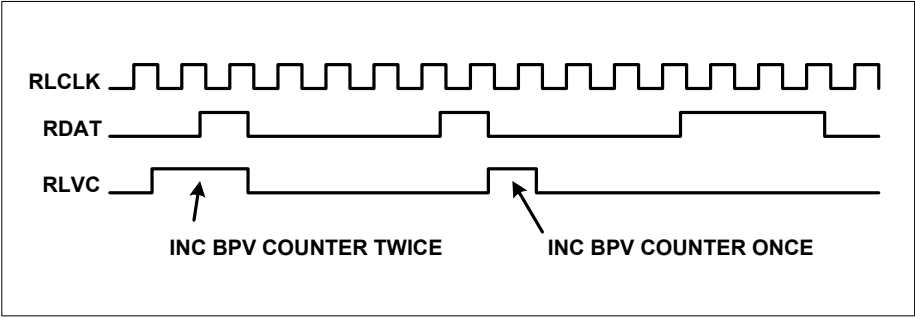 RLCLK
RDAT
RLVC
INC BPV COUNTER TWICE
INC BPV COUNTER ONCE